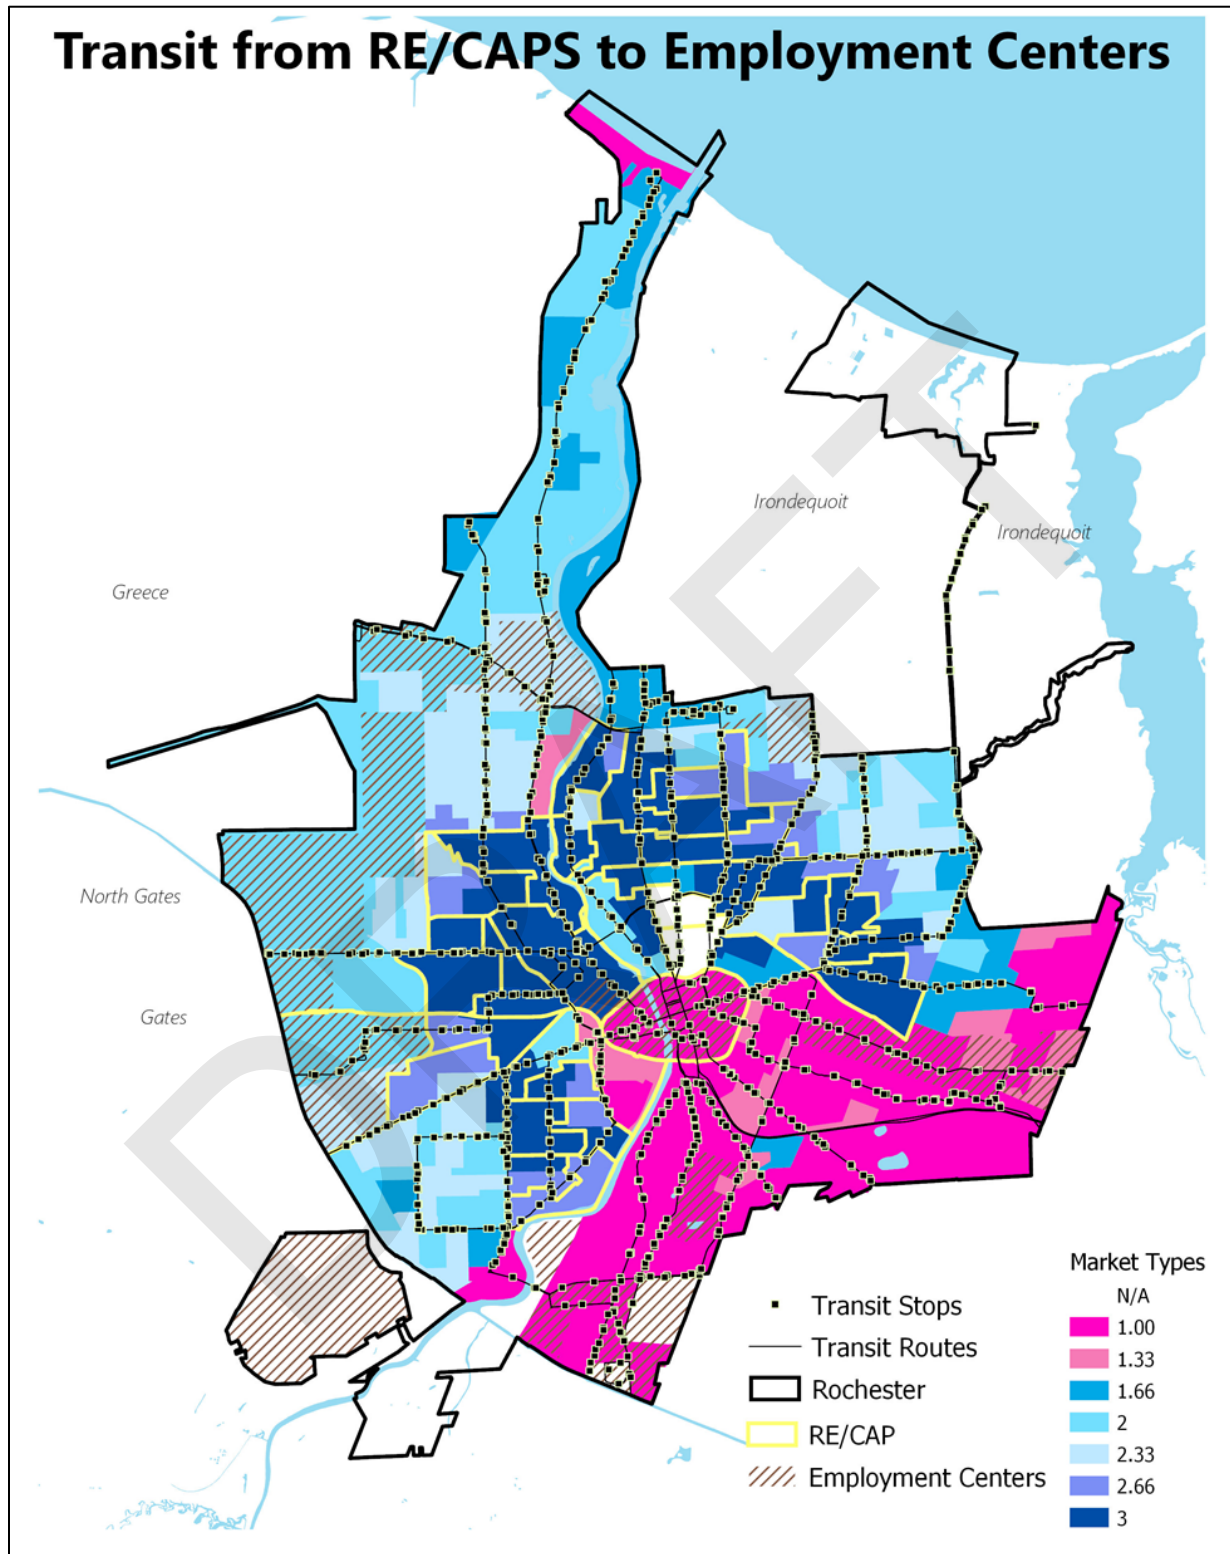 Transit from RE/CAPS to Employment Centers
Irondequoit
Irondequoit
Greece
North Gates
Gates
DRAFT
Market Types
N/A
1.00
1.33
1.66
2
2.33
2.66
3
Transit Stops
Transit Routes
Rochester
RE/CAP
Employment Centers